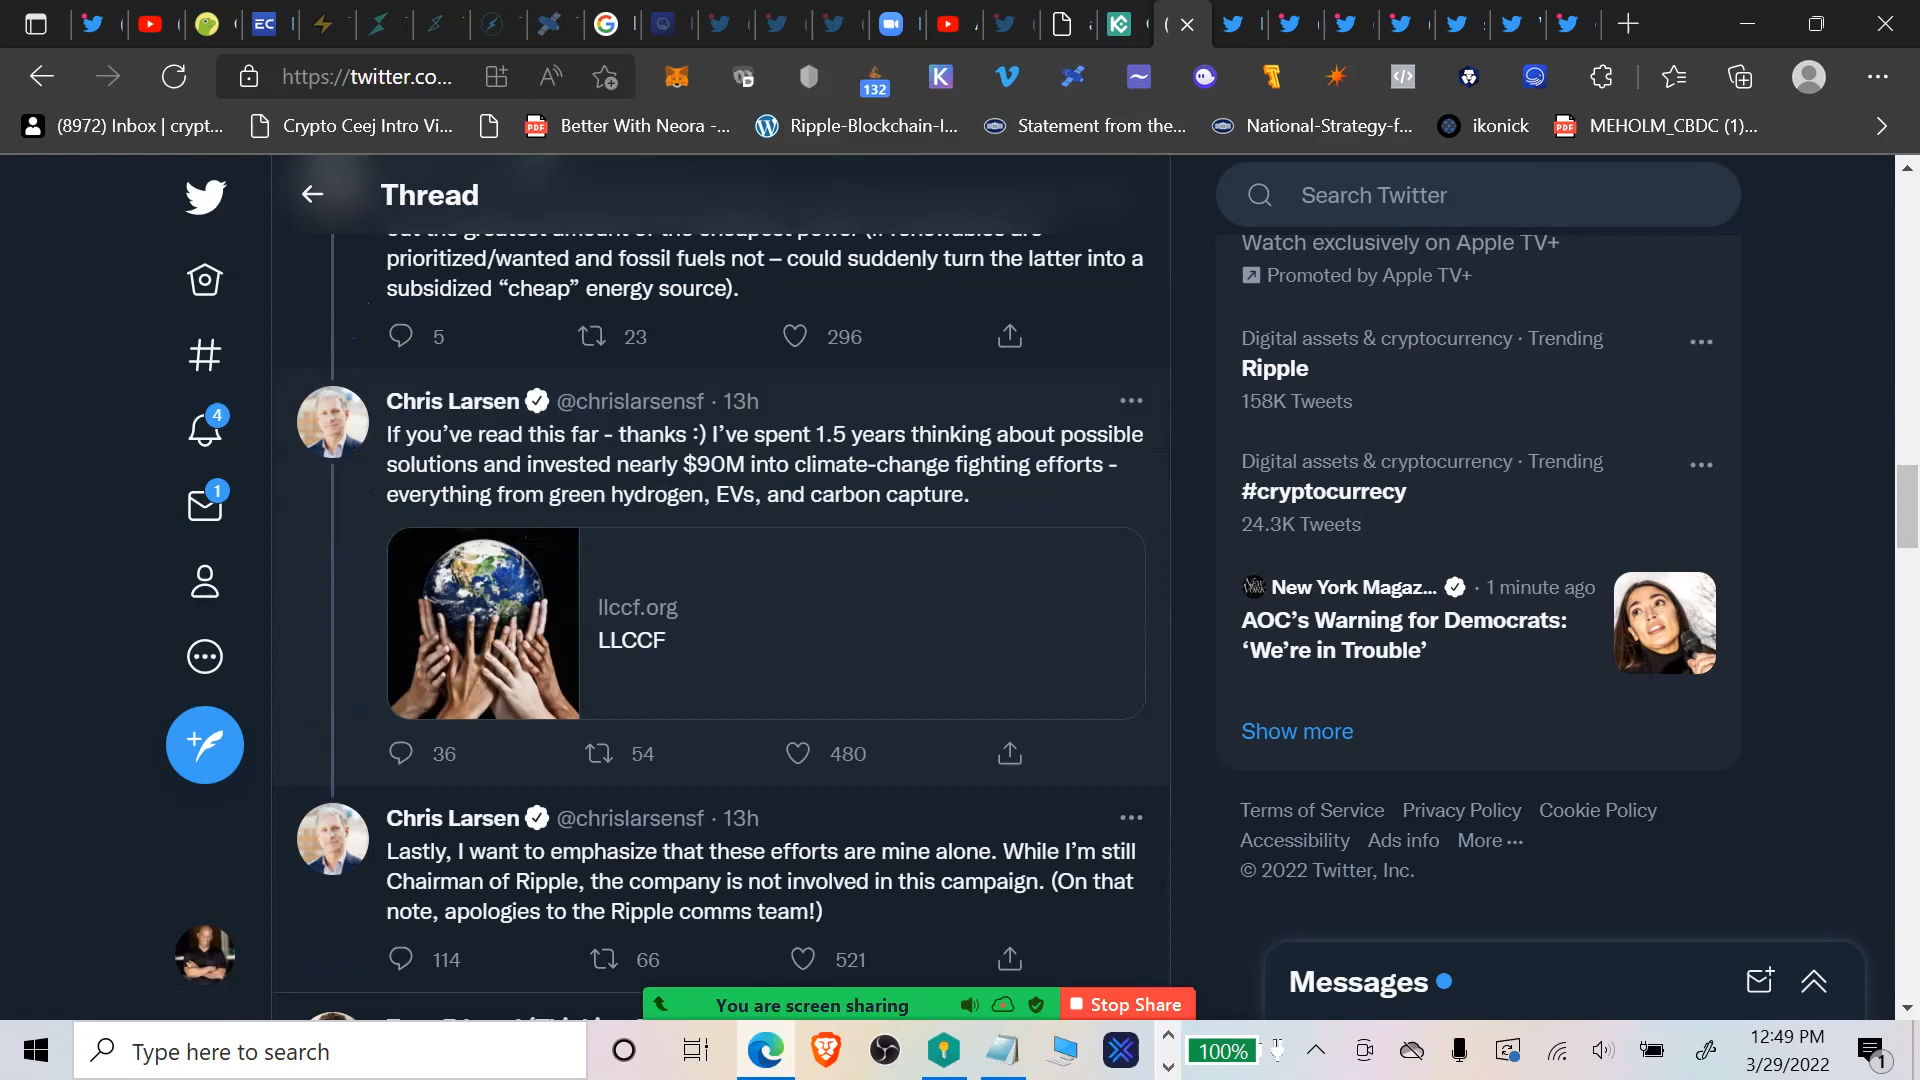 https://twitter.co...
132
(8972) Inbox | crypt...
Crypto Ceej Intro Vi...
Better With Neora -...
Ripple-Blockchain-I...
Statement from the...
National-Strategy-f...
ikonick
MEHOLM_CBDC (1)...
Thread
out the greatest amount of the cheapest power (if renewables are
prioritized/wanted and fossil fuels not – could suddenly turn the latter into a
subsidized “cheap” energy source).
5
23
296
Chris Larsen @chrislarsensf · 13h
If you’ve read this far - thanks :) I’ve spent 1.5 years thinking about possible
solutions and invested nearly $90M into climate-change fighting efforts -
everything from green hydrogen, EVs, and carbon capture.
llccf.org
LLCCF
36
54
480
Chris Larsen @chrislarsensf · 13h
Lastly, I want to emphasize that these efforts are mine alone. While I’m still
Chairman of Ripple, the company is not involved in this campaign. (On that
note, apologies to the Ripple comms team!)
114
66
521
4
1
Search Twitter
Watch exclusively on Apple TV+
Promoted by Apple TV+
Digital assets & cryptocurrency · Trending
Ripple
158K Tweets
Digital assets & cryptocurrency · Trending
#cryptocurrecy
24.3K Tweets
New York Magaz... · 1 minute ago
AOC’s Warning for Democrats:
‘We’re in Trouble’
Show more
Terms of Service Privacy Policy Cookie Policy
Accessibility Ads info More ···
© 2022 Twitter, Inc.
Messages
You are screen sharing
Stop Share
Type here to search
100%
12:49 PM
3/29/2022
1